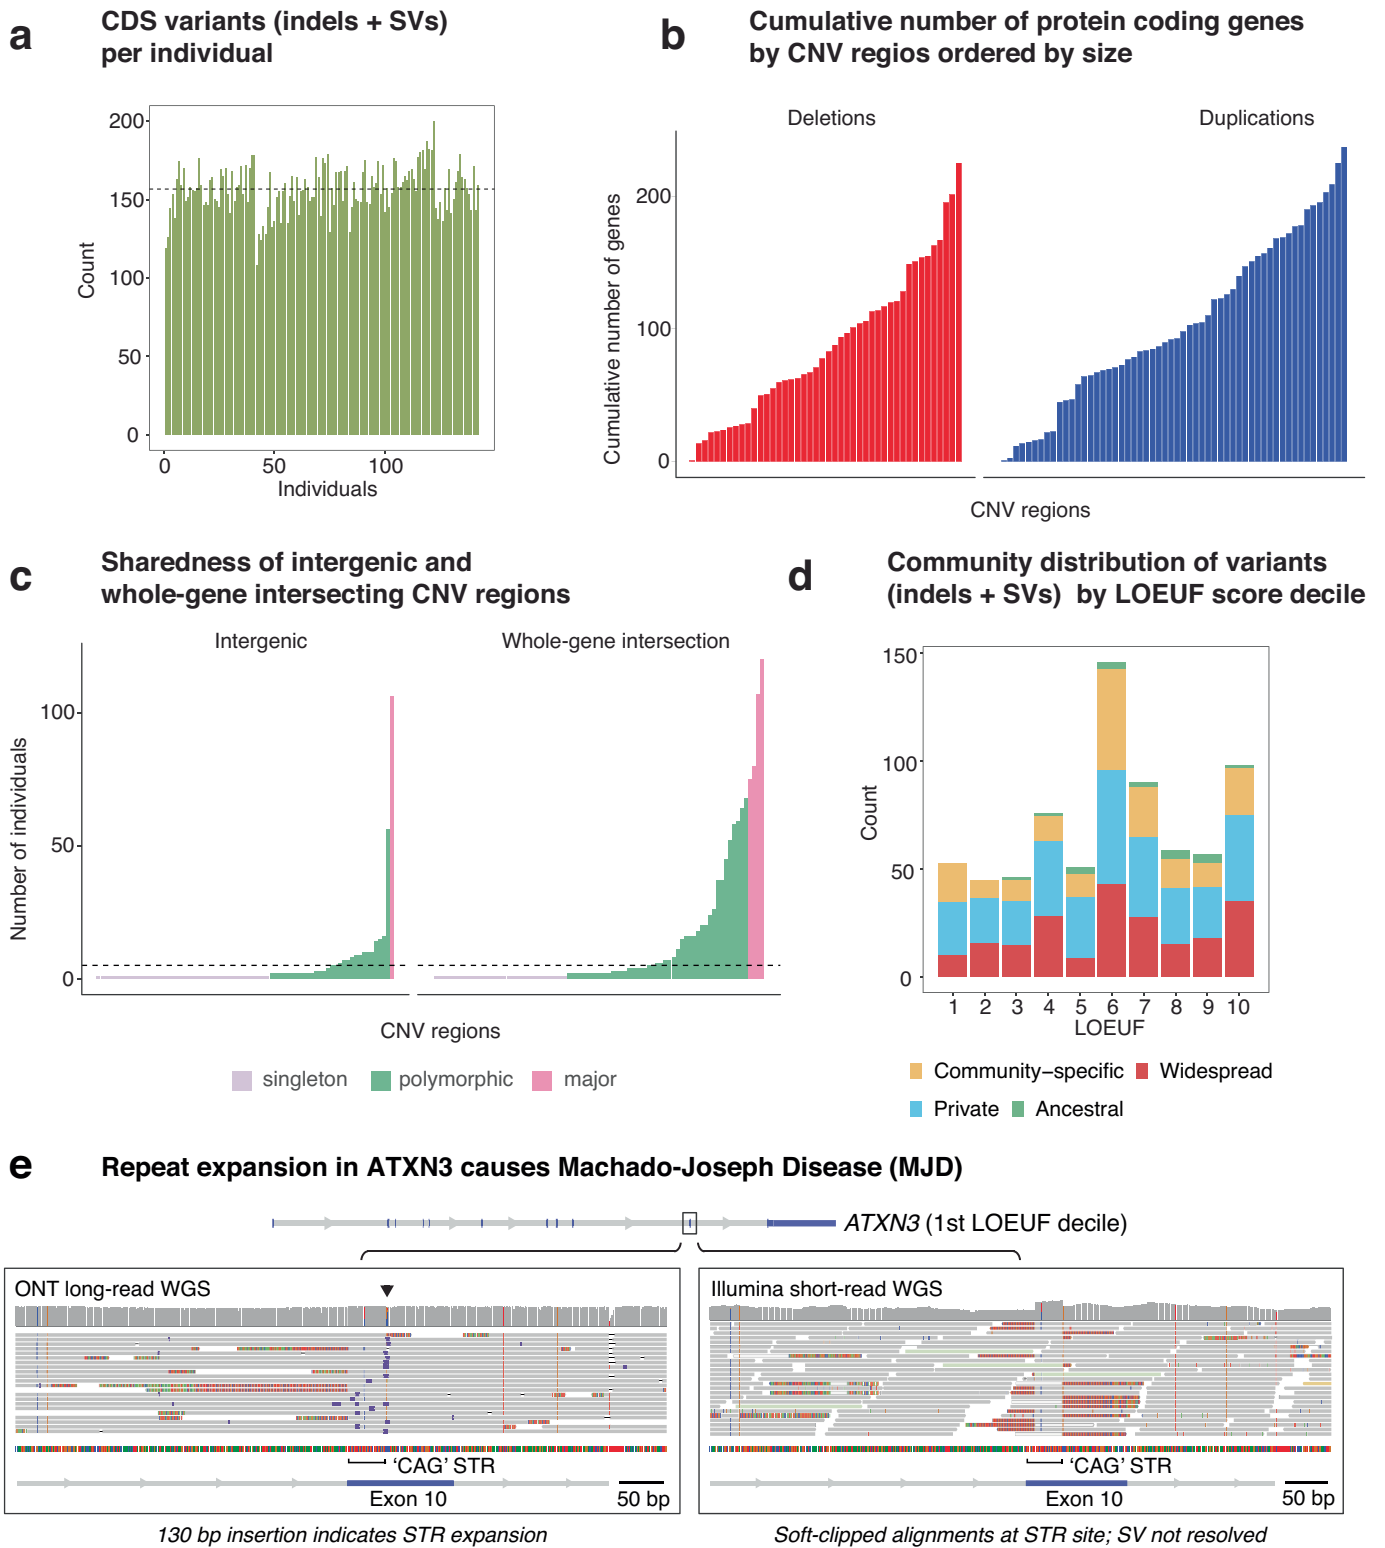 a
CDS variants (indels + SVs)
per individual
200
150
100
50
0
Count
0 50 100
Individuals
b
Cumulative number of protein coding genes
by CNV regios ordered by size
Deletions
Duplications
200
100
0
Cumulative number of genes
CNV regions
c
Sharedness of intergenic and
whole-gene intersecting CNV regions
Intergenic
Whole-gene intersection
100
50
0
Number of individuals
CNV regions
singleton polymorphic major
d
Community distribution of variants
(indels + SVs) by LOEUF score decile
150
100
50
0
Count
1 2 3 4 5 6 7 8 9 10
LOEUF
Community-specific Widespread
Private Ancestral
e
Repeat expansion in ATXN3 causes Machado-Joseph Disease (MJD)
ATXN3 (1st LOEUF decile)
ONT long-read WGS
'CAG' STR
Exon 10
50 bp
130 bp insertion indicates STR expansion
Illumina short-read WGS
'CAG' STR
Exon 10
50 bp
Soft-clipped alignments at STR site; SV not resolved